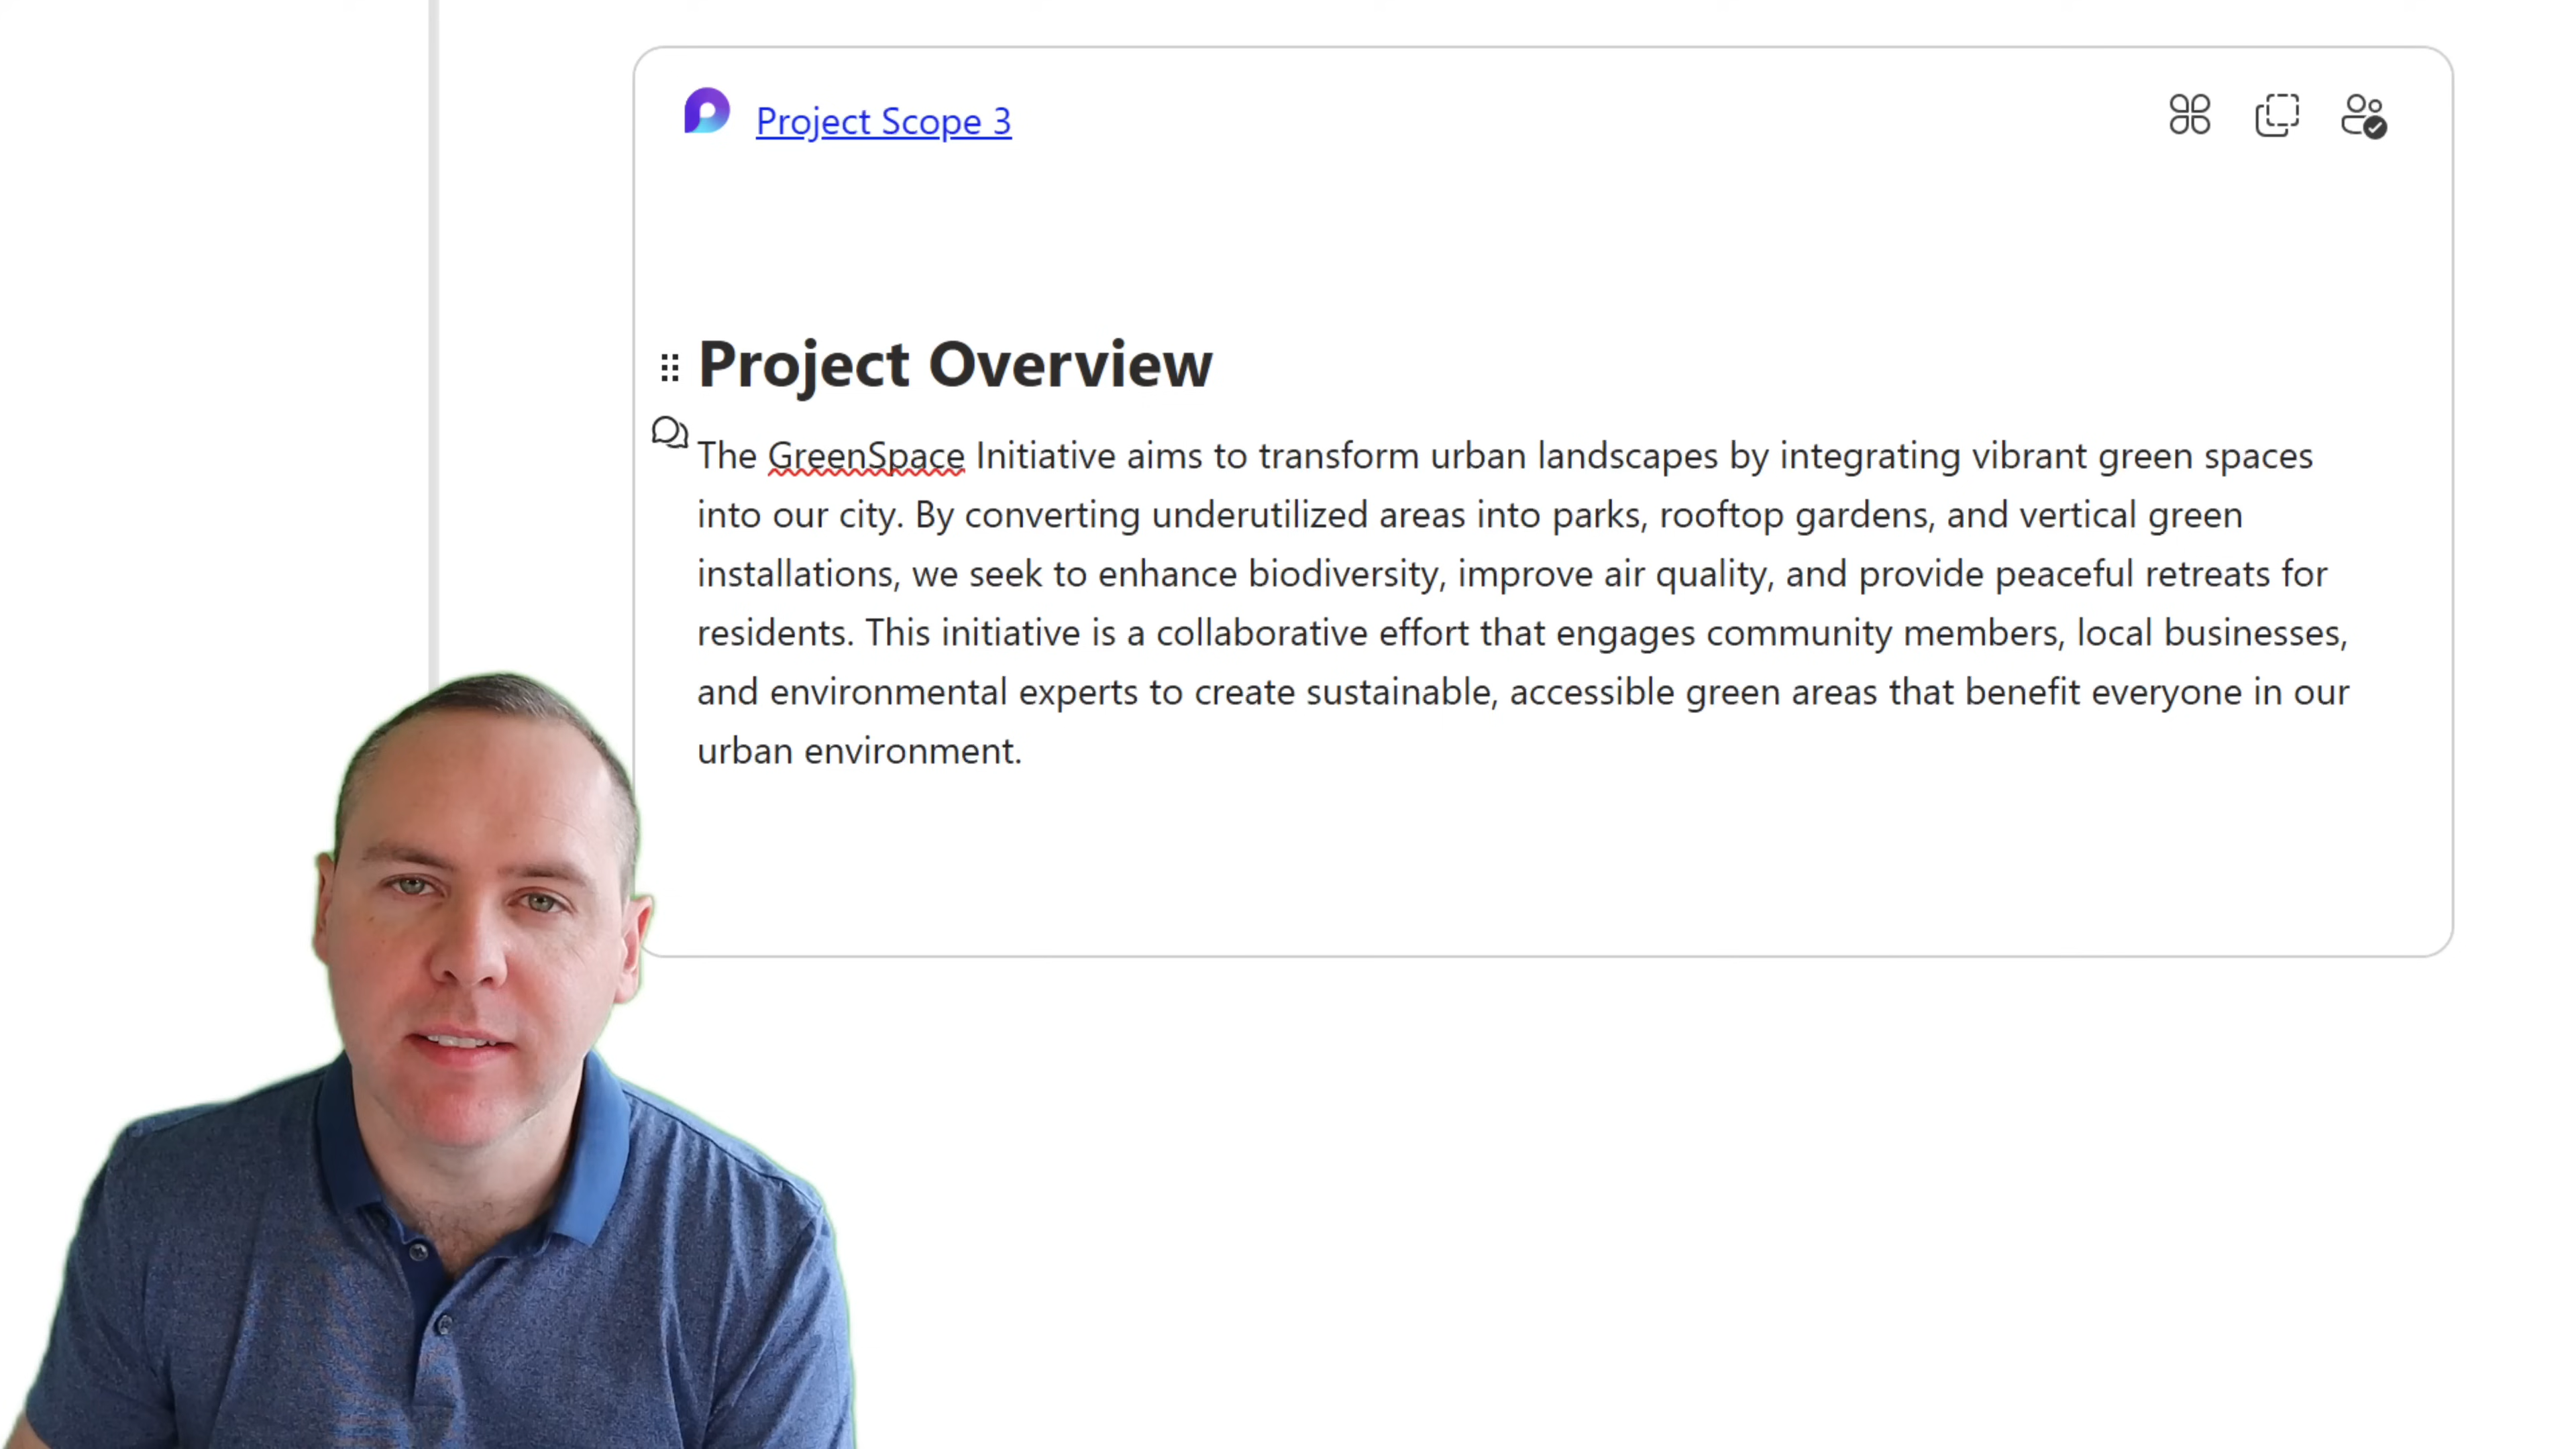 Project Scope 3
Project Overview
The GreenSpace Initiative aims to transform urban landscapes by integrating vibrant green spaces
into our city. By converting underutilized areas into parks, rooftop gardens, and vertical green
installations, we seek to enhance biodiversity, improve air quality, and provide peaceful retreats for
residents. This initiative is a collaborative effort that engages community members, local businesses,
and environmental experts to create sustainable, accessible green areas that benefit everyone in our
urban environment.